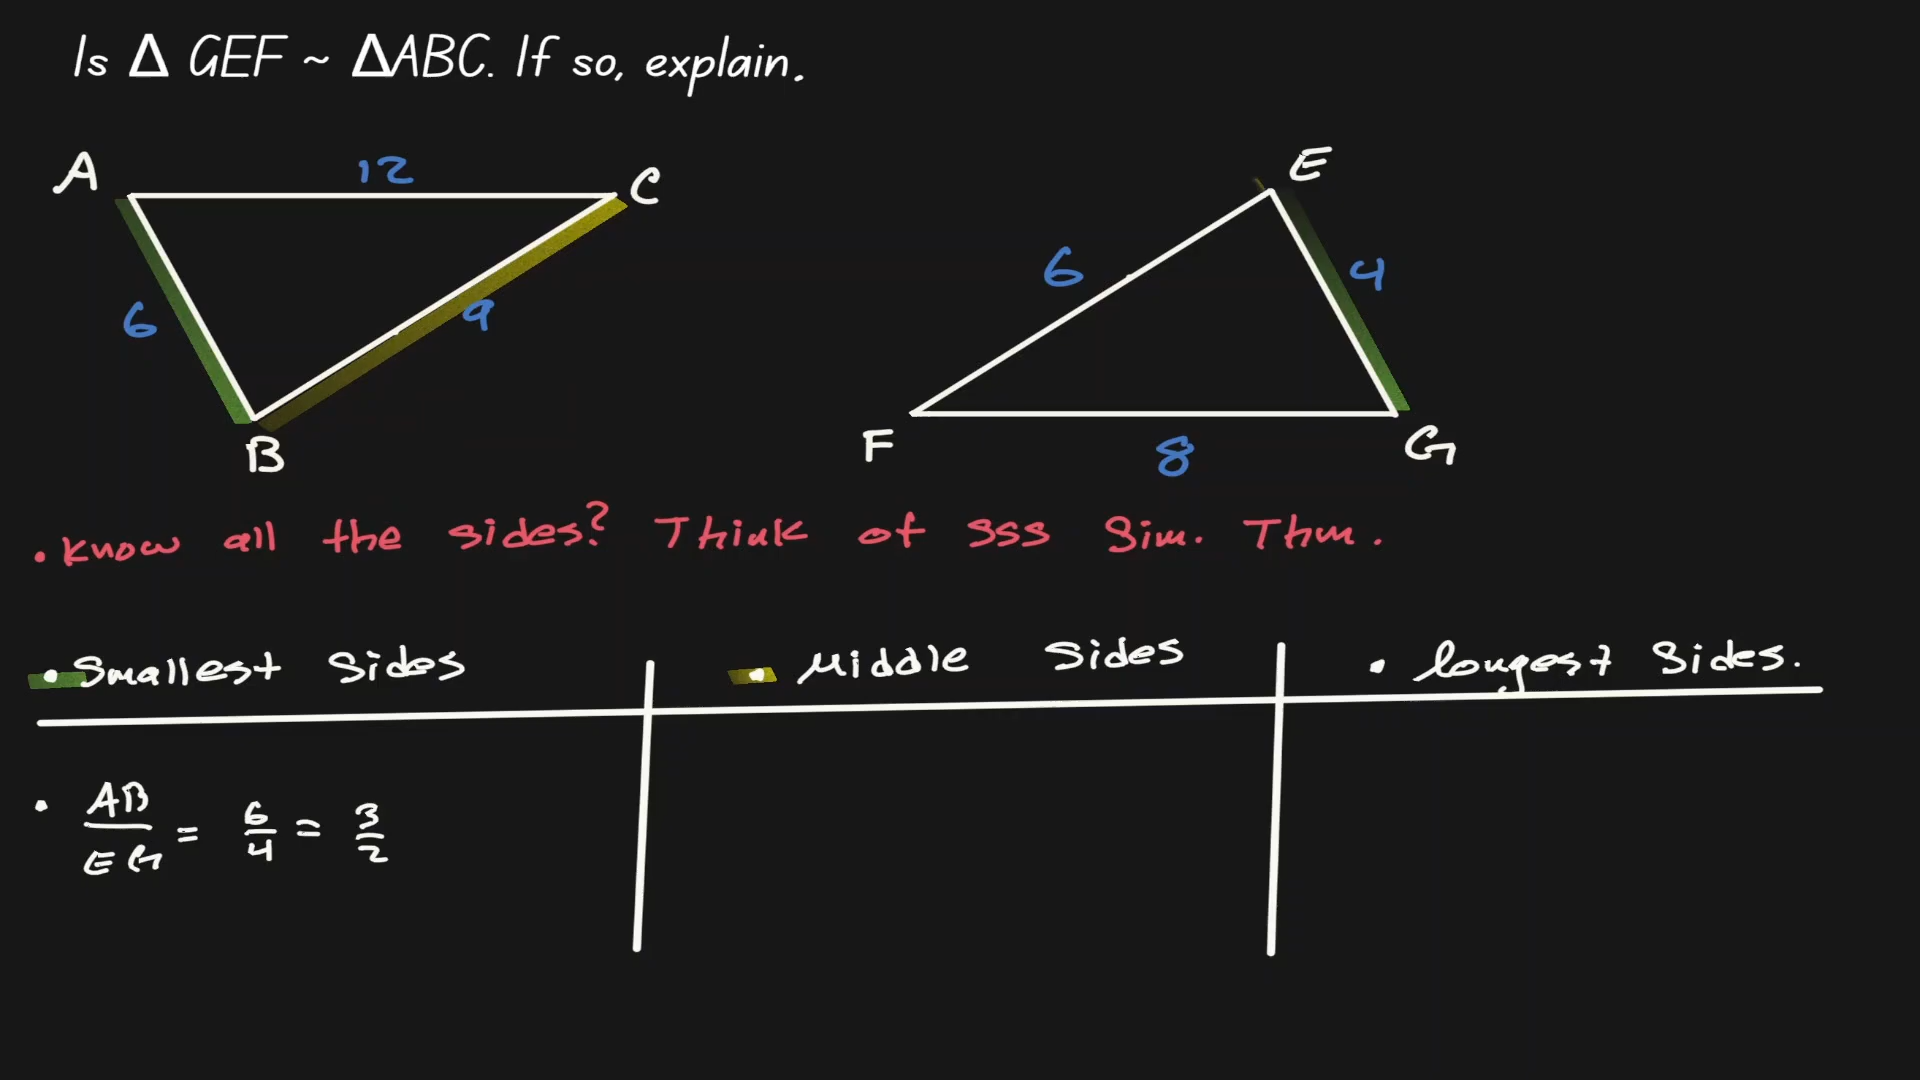 Is Δ GEF ~ ΔABC. If so, explain.
A 12 C E
6 9 6 4
B F 8 G
• Know all the sides? Think of SSS Sim. Thm.
• Smallest Sides • Middle Sides • longest Sides.
• AB/EG = 6/4 = 3/2